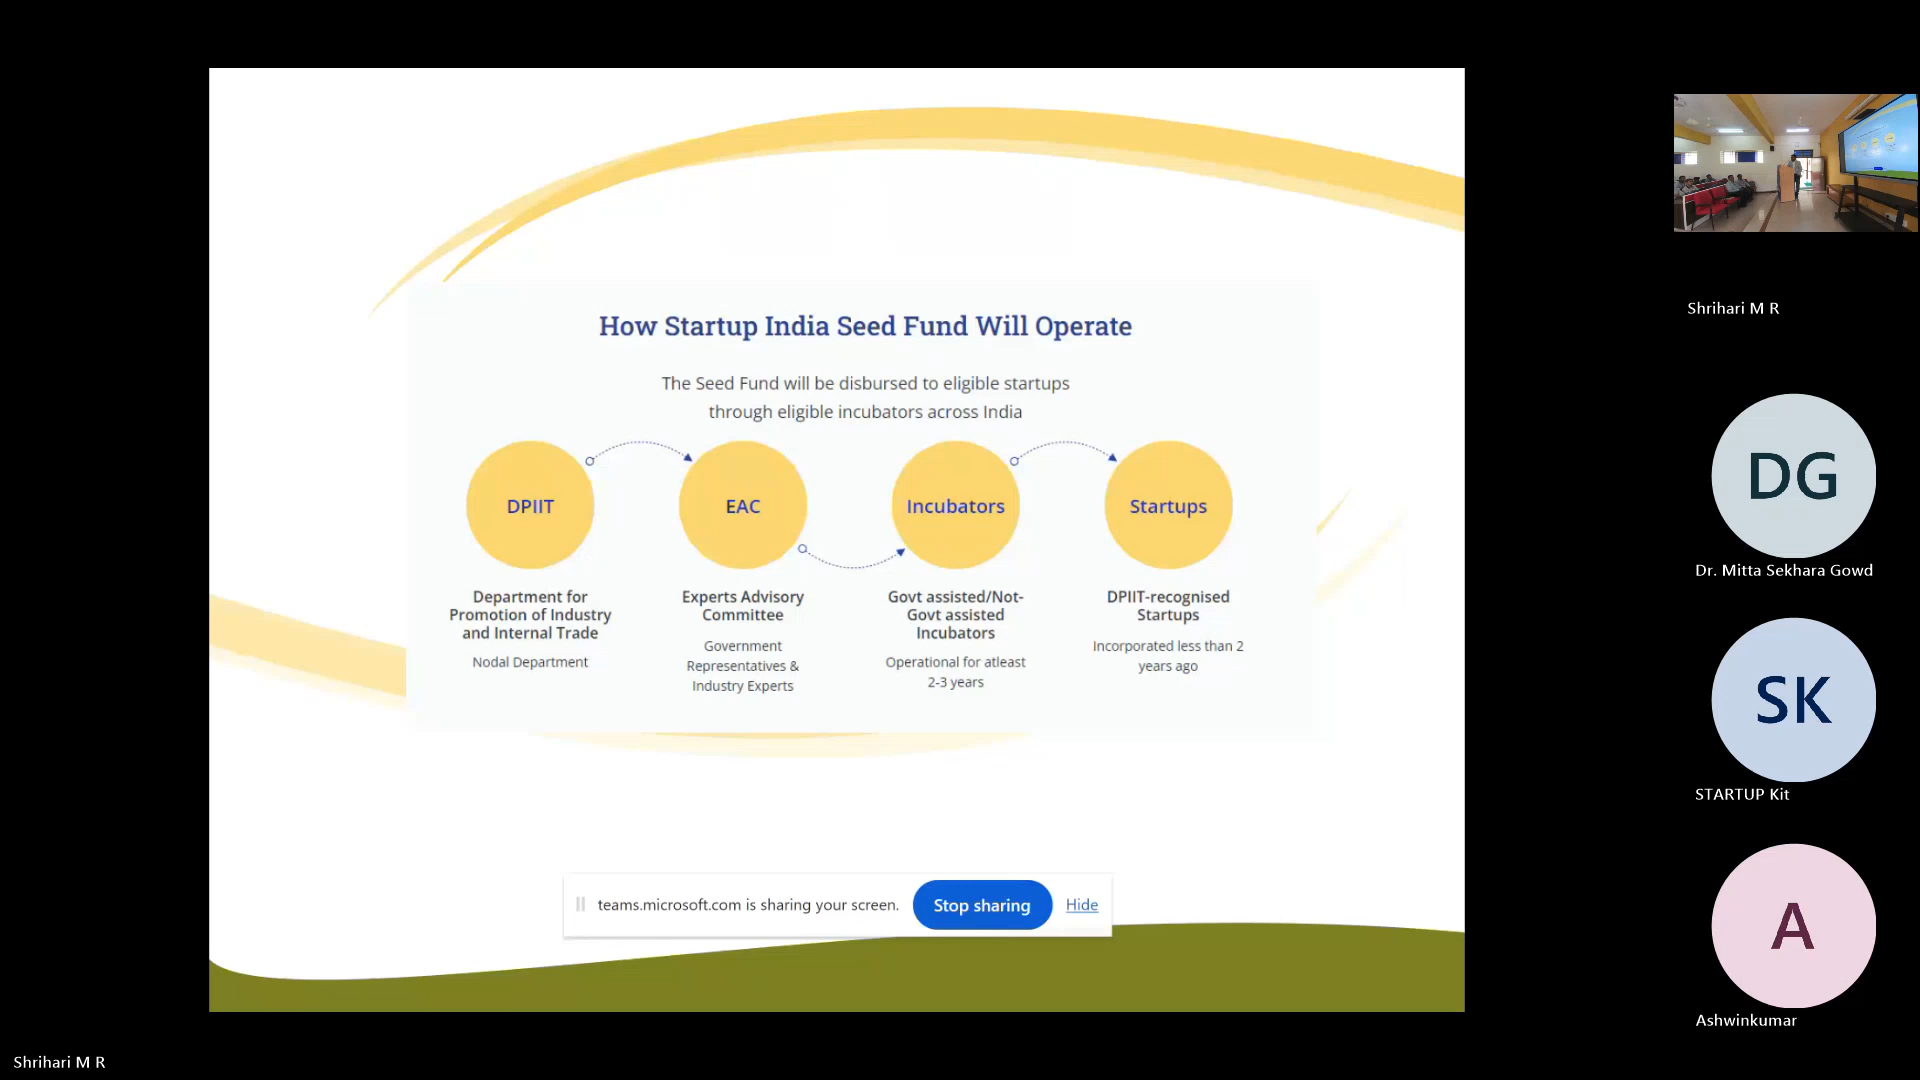 How Startup India Seed Fund Will Operate
The Seed Fund will be disbursed to eligible startups
through eligible incubators across India
DPIIT
EAC
Incubators
Startups
Department for
Promotion of Industry
and Internal Trade
Nodal Department
Experts Advisory
Committee
Government
Representatives &
Industry Experts
Govt assisted/Not-
Govt assisted
Incubators
Operational for atleast
2-3 years
DPIIT-recognised
Startups
Incorporated less than 2
years ago
teams.microsoft.com is sharing your screen.
Stop sharing
Hide
Shrihari M R
DG
Dr. Mitta Sekhara Gowd
SK
STARTUP Kit
A
Ashwinkumar
Shrihari M R